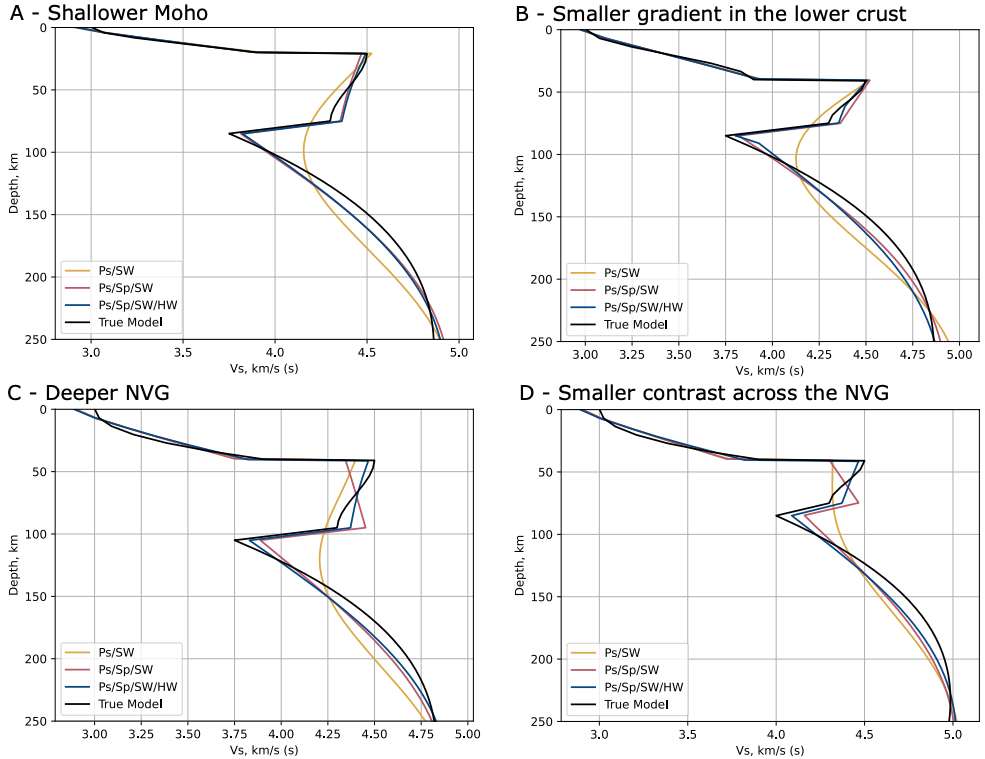 A - Shallower Moho
0
50
100
150
200
250
Depth, km
3.0
3.5
4.0
4.5
5.0
Vs, km/s (s)
Ps/SW
Ps/Sp/SW
Ps/Sp/SW/HW
True Model
B - Smaller gradient in the lower crust
0
50
100
150
200
250
Depth, km
3.00
3.25
3.50
3.75
4.00
4.25
4.50
4.75
5.00
Vs, km/s (s)
Ps/SW
Ps/Sp/SW
Ps/Sp/SW/HW
True Model
C - Deeper NVG
0
50
100
150
200
250
Depth, km
3.00
3.25
3.50
3.75
4.00
4.25
4.50
4.75
5.00
Vs, km/s (s)
Ps/SW
Ps/Sp/SW
Ps/Sp/SW/HW
True Model
D - Smaller contrast across the NVG
0
50
100
150
200
250
Depth, km
3.0
3.5
4.0
4.5
5.0
Vs, km/s (s)
Ps/SW
Ps/Sp/SW
Ps/Sp/SW/HW
True Model